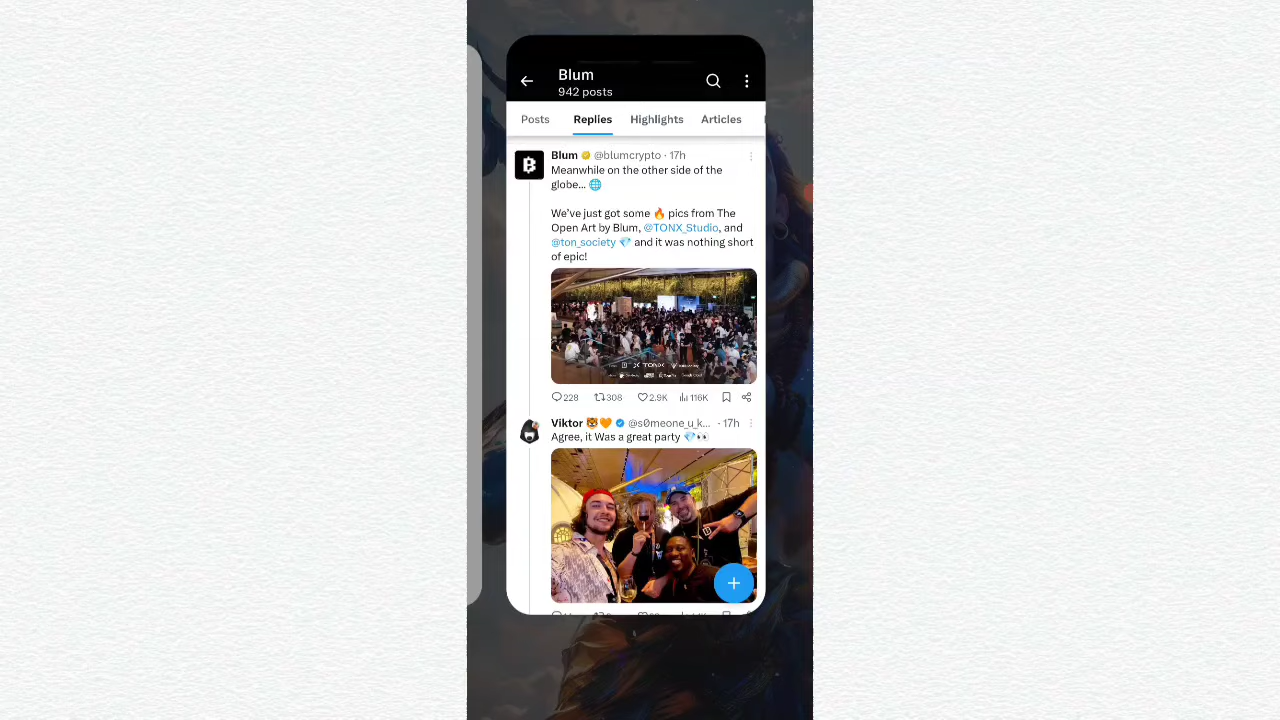 Blum
942 posts
Posts Replies Highlights Articles
Blum @blumcrypto · 17h
Meanwhile on the other side of the
globe... 🌐
We've just got some 🔥 pics from The
Open Art by Blum, @TONX_Studio, and
@ton_society 💎 and it was nothing short
of epic!
TONX
228 308 2.9K 116K
Viktor 🐯🧡 @s0meone_u_k... · 17h
Agree, it Was a great party 💎👀